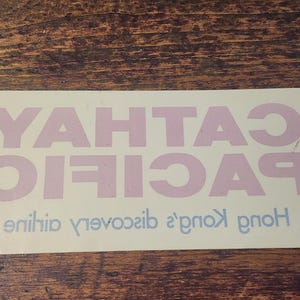 CATHAY
PACIFIC
Hong Kong's discovery airline